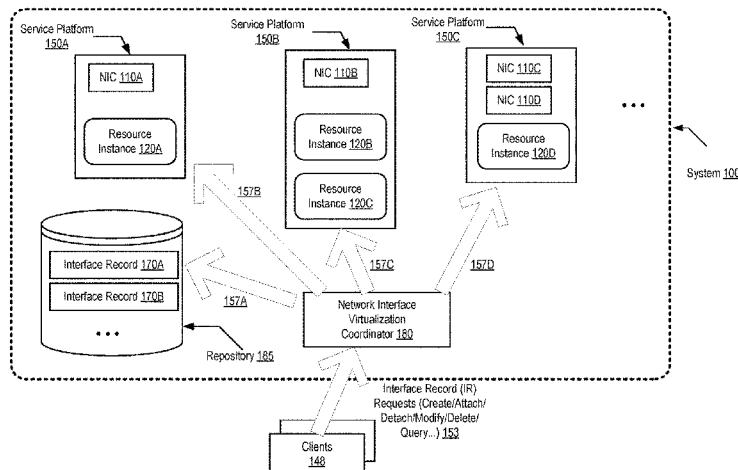 Service Platform
150A
Service Platform
150B
Service Platform
150C
NIC 110A
NIC 110B
NIC 110C
NIC 110D
Resource
Instance 120A
Resource
Instance 120B
Resource
Instance 120C
Resource
Instance 120D
...
System 100
157B
157C
157D
157A
Interface Record 170A
Interface Record 170B
...
Repository 185
Network Interface
Virtualization
Coordinator 180
Interface Record (IR)
Requests (Create/Attach/
Detach/Modify/Delete/
Query...) 153
Clients
148